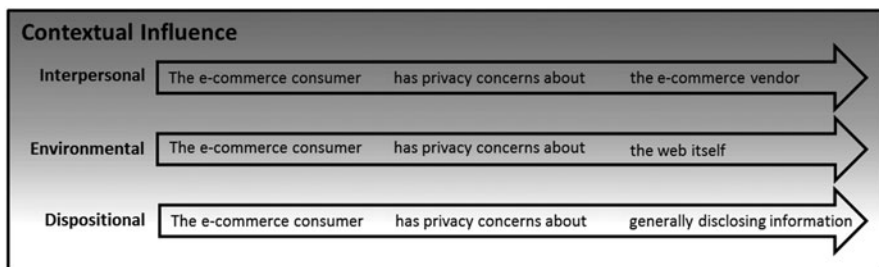 Contextual Influence
Interpersonal The e-commerce consumer has privacy concerns about the e-commerce vendor
Environmental The e-commerce consumer has privacy concerns about the web itself
Dispositional The e-commerce consumer has privacy concerns about generally disclosing information